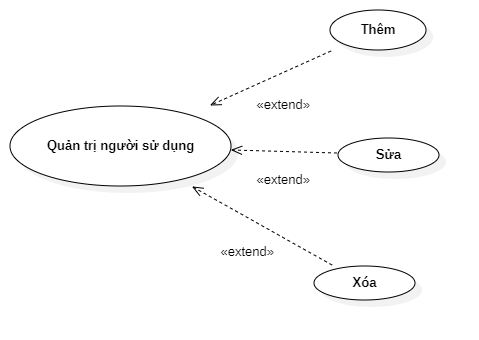 Thêm
«extend»
Quản trị người sử dụng
Sửa
«extend»
«extend»
Xóa